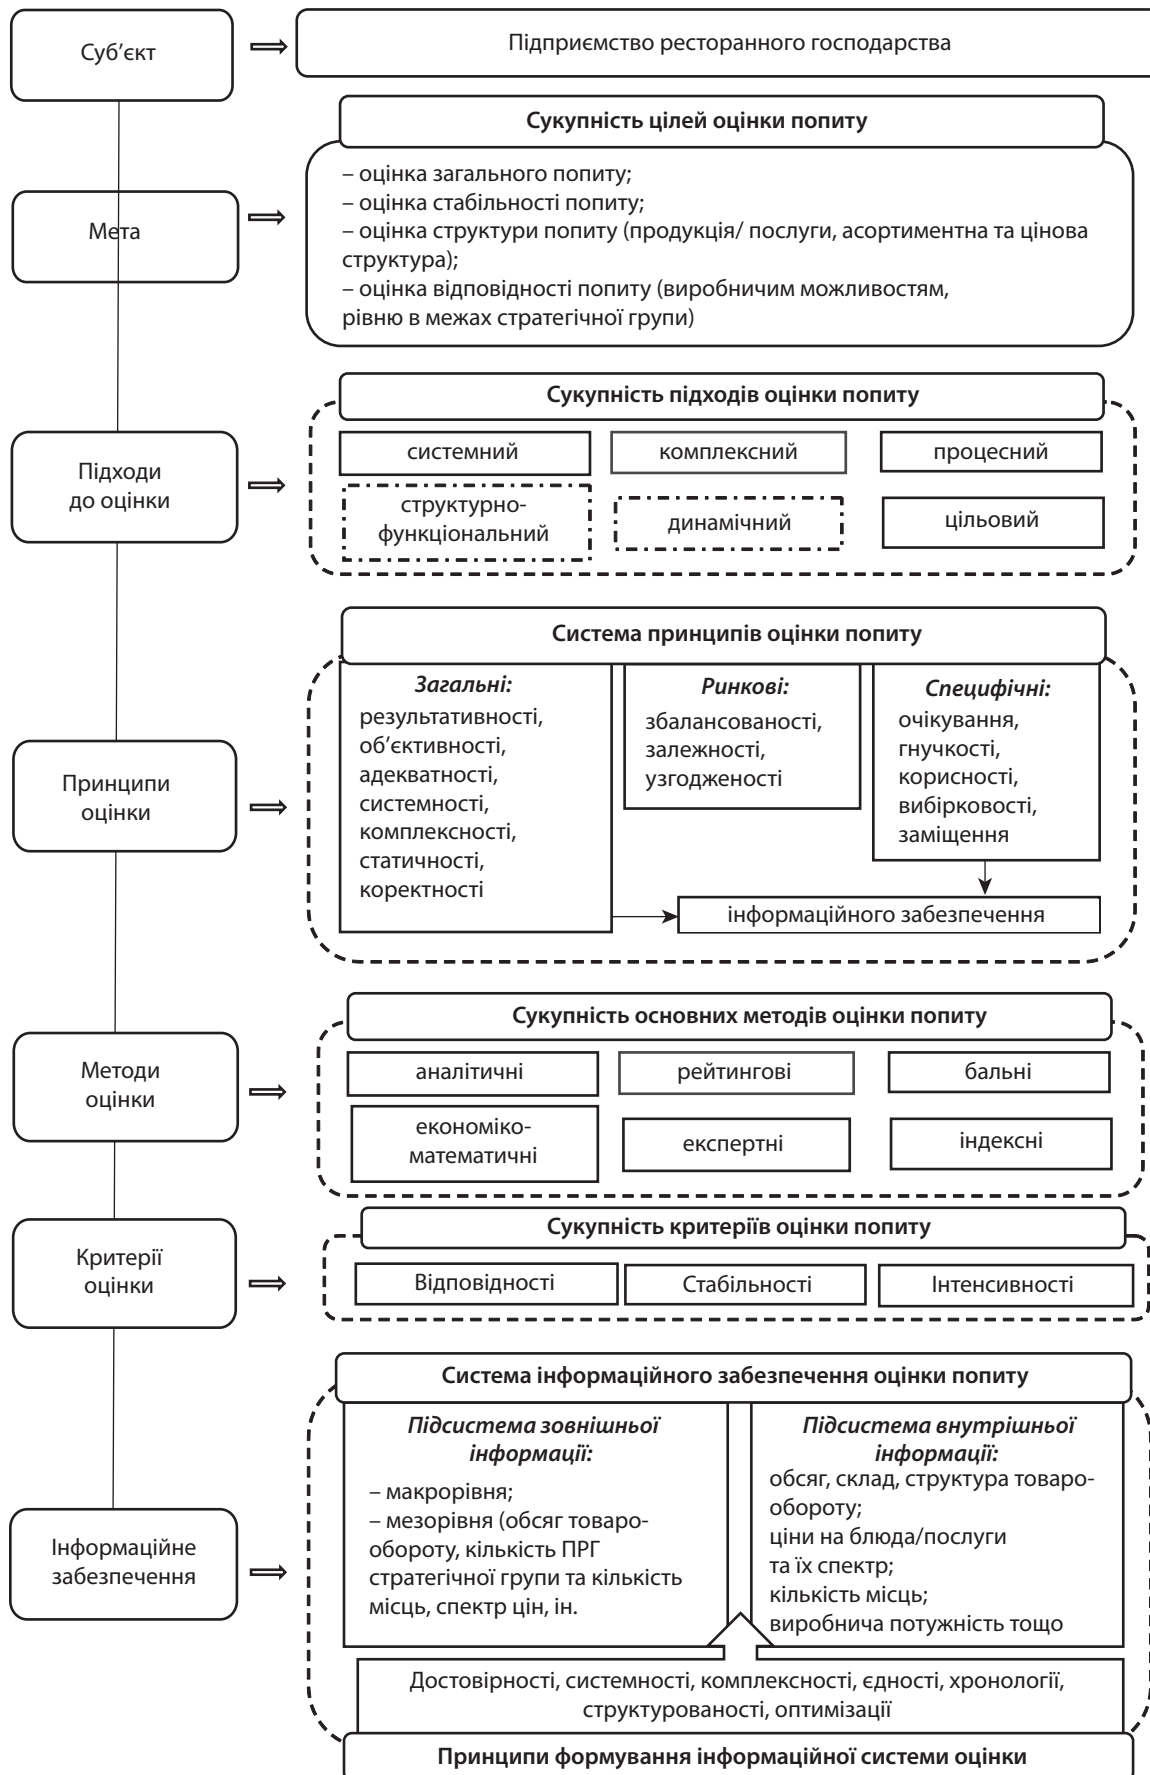 Суб’єкт
Підприємство ресторанного господарства
Сукупність цілей оцінки попиту
Мета
– оцінка загального попиту;
– оцінка стабільності попиту;
– оцінка структури попиту (продукція/ послуги, асортиментна та цінова
структура);
– оцінка відповідності попиту (виробничим можливостям,
рівню в межах стратегічної групи)
Підходи
до оцінки
Сукупність підходів оцінки попиту
системний
комплексний
процесний
структурно-
функціональний
динамічний
цільовий
Принципи
оцінки
Система принципів оцінки попиту
Загальні:
результативності,
об’єктивності,
адекватності,
системності,
комплексності,
статичності,
коректності
Ринкові:
збалансованості,
залежності,
узгодженості
Специфічні:
очікування,
гнучкості,
корисності,
вибірковості,
заміщення
інформаційного забезпечення
Методи
оцінки
Сукупність основних методів оцінки попиту
аналітичні
рейтингові
бальні
економіко-
математичні
експертні
індексні
Критерії
оцінки
Сукупність критеріїв оцінки попиту
Відповідності
Стабільності
Інтенсивності
Інформаційне
забезпечення
Система інформаційного забезпечення оцінки попиту
Підсистема зовнішньої
інформації:
– макрорівня;
– мезорівня (обсяг товаро-
обороту, кількість ПРГ
стратегічної групи та кількість
місць, спектр цін, ін.
Підсистема внутрішньої
інформації:
обсяг, склад, структура товаро-
обороту;
ціни на блюда/послуги
та їх спектр;
кількість місць;
виробнича потужність тощо
Достовірності, системності, комплексності, єдності, хронології,
структурованості, оптимізації
Принципи формування інформаційної системи оцінки